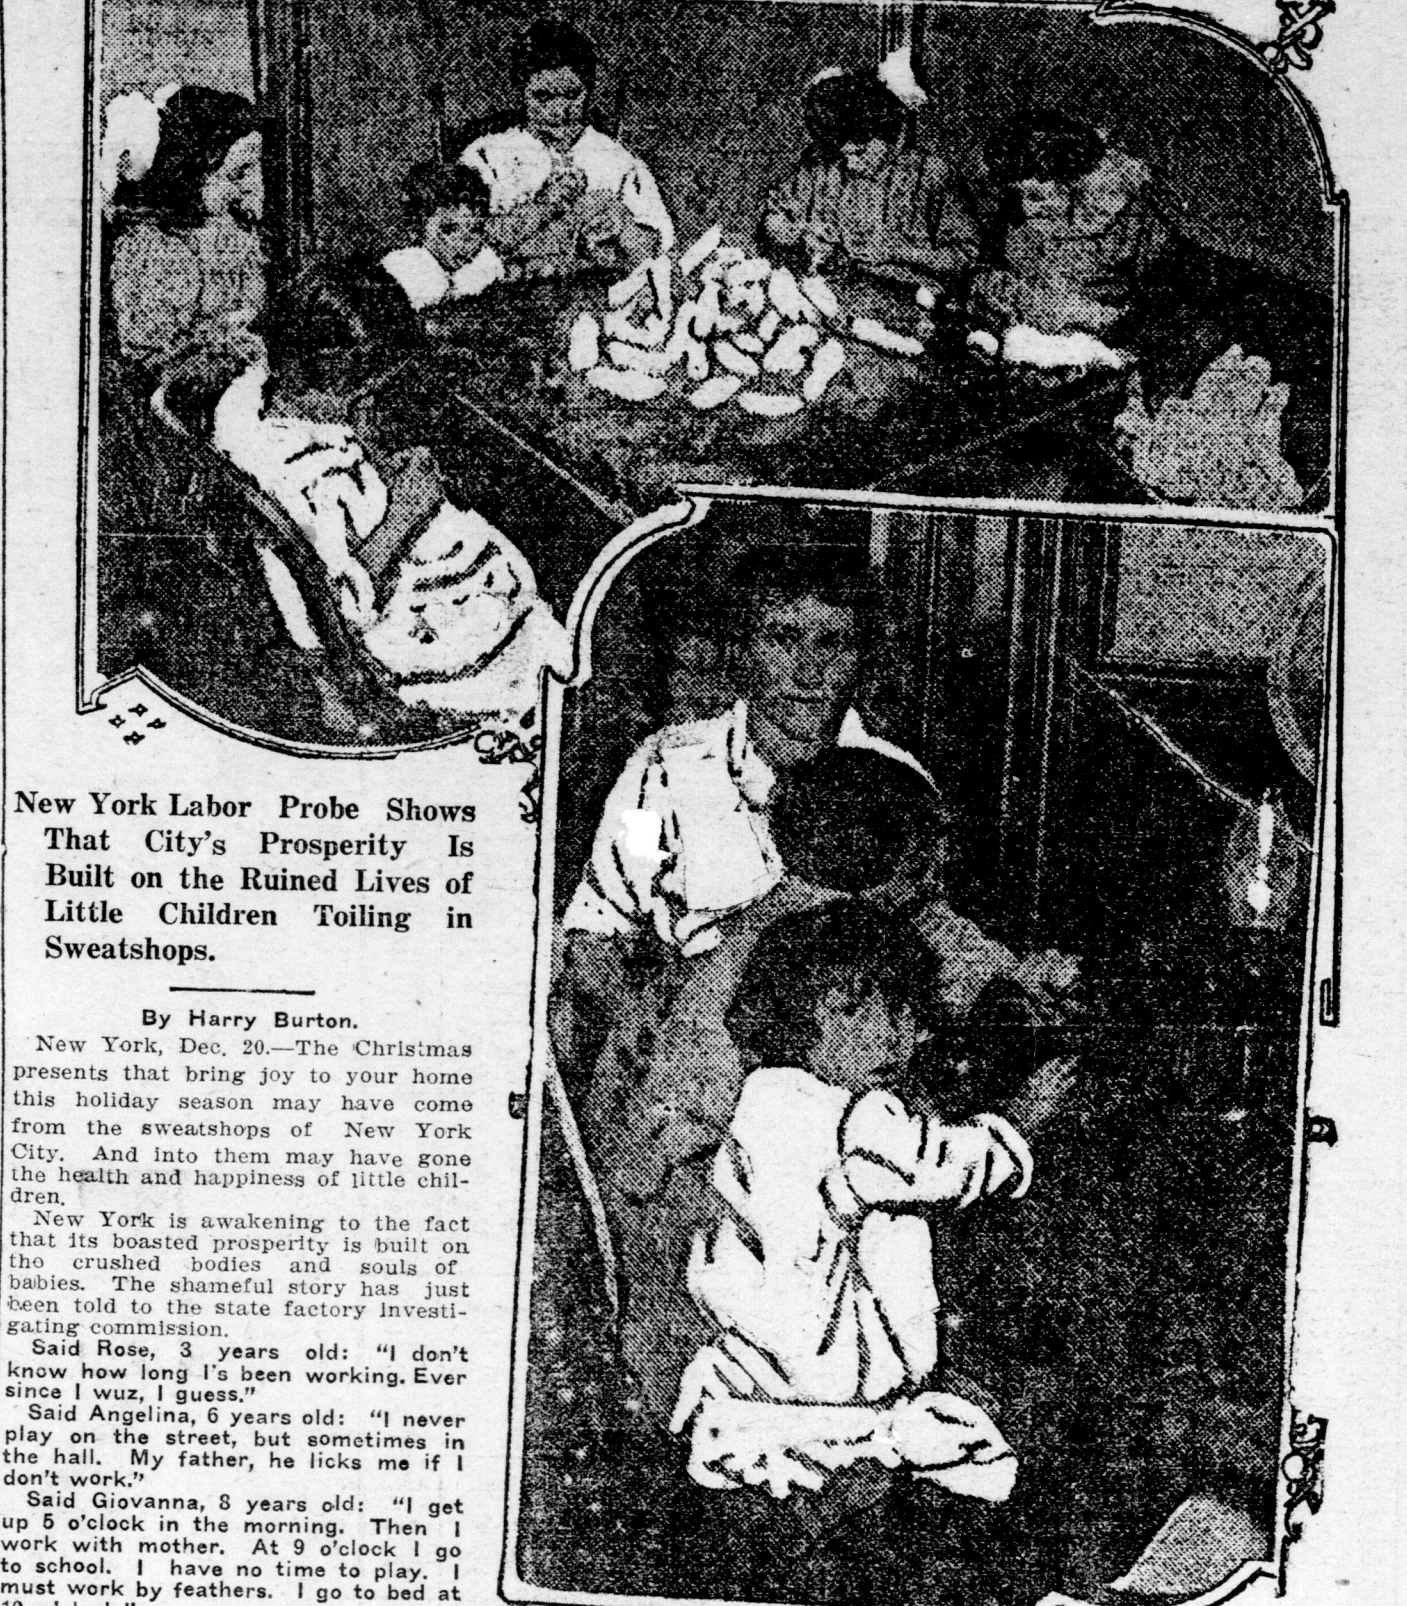 New York Labor Probe Shows
That City's Prosperity Is
Built on the Ruined Lives of
Little Children Toiling in
Sweatshops.
By Harry Burton.
New York, Dec. 20.—The Christmas
presents that bring joy to your home
this holiday season may have come
from the sweatshops of New York
City. And into them may have gone
the health and happiness of little chil-
dren.
New York is awakening to the fact
that its boasted prosperity is built on
tho crushed bodies and souls of
babies. The shameful story has just
been told to the state factory investi-
gating commission.
Said Rose, 3 years old: "I don't
know how long I's been working. Ever
since I wuz, I guess."
Said Angelina, 6 years old: "I never
play on the street, but sometimes in
the hall. My father, he licks me if I
don't work."
Said Giovanna, 8 years old: "I get
up 5 o'clock in the morning. Then I
work with mother. At 9 o'clock I go
to school. I have no time to play. I
must work by feathers. I go to bed at